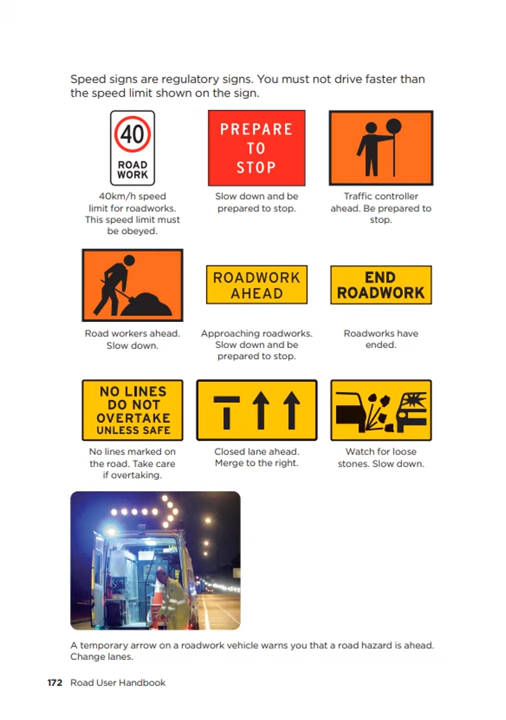 Speed signs are regulatory signs. You must not drive faster than
the speed limit shown on the sign.
40
ROAD
WORK
40km/h speed
limit for roadworks.
This speed limit must
be obeyed.
PREPARE
TO
STOP
Slow down and be
prepared to stop.
Traffic controller
ahead. Be prepared to
stop.
Road workers ahead.
Slow down.
ROADWORK
AHEAD
Approaching roadworks.
Slow down and be
prepared to stop.
END
ROADWORK
Roadworks have
ended.
NO LINES
DO NOT
OVERTAKE
UNLESS SAFE
No lines marked on
the road. Take care
if overtaking.
Closed lane ahead.
Merge to the right.
Watch for loose
stones. Slow down.
A temporary arrow on a roadwork vehicle warns you that a road hazard is ahead.
Change lanes.
172 Road User Handbook